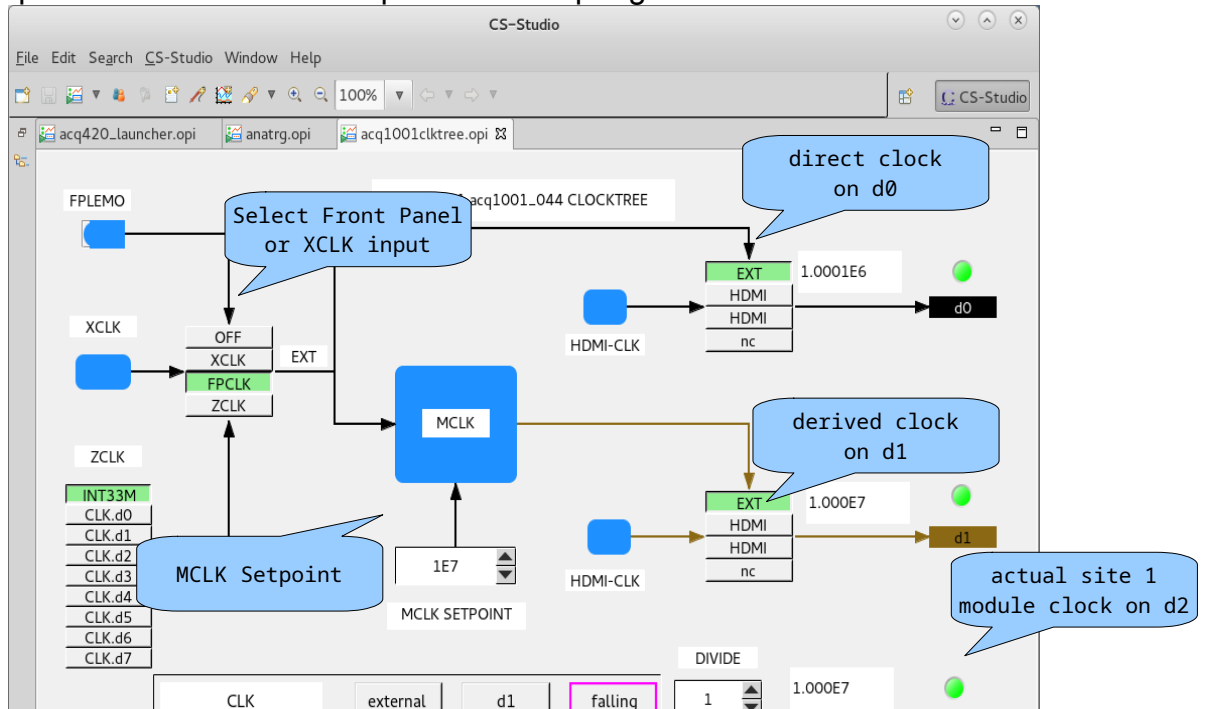 CS-Studio
File Edit Search CS-Studio Window Help
100%
CS-Studio
acq420_launcher.opi
anatrg.opi
acq1001clktree.opi
direct clock
on d0
FPLEMO
acq1001_044 CLOCKTREE
Select Front Panel
or XCLK input
EXT
1.0001E6
HDMI
HDMI
nc
d0
HDMI-CLK
XCLK
OFF
XCLK
FPCLK
ZCLK
EXT
MCLK
derived clock
on d1
ZCLK
INT33M
CLK.d0
CLK.d1
CLK.d2
CLK.d3
CLK.d4
CLK.d5
CLK.d6
CLK.d7
EXT
1.000E7
HDMI
HDMI
nc
d1
HDMI-CLK
MCLK Setpoint
1E7
MCLK SETPOINT
actual site 1
module clock on d2
DIVIDE
CLK
external
d1
falling
1
1.000E7